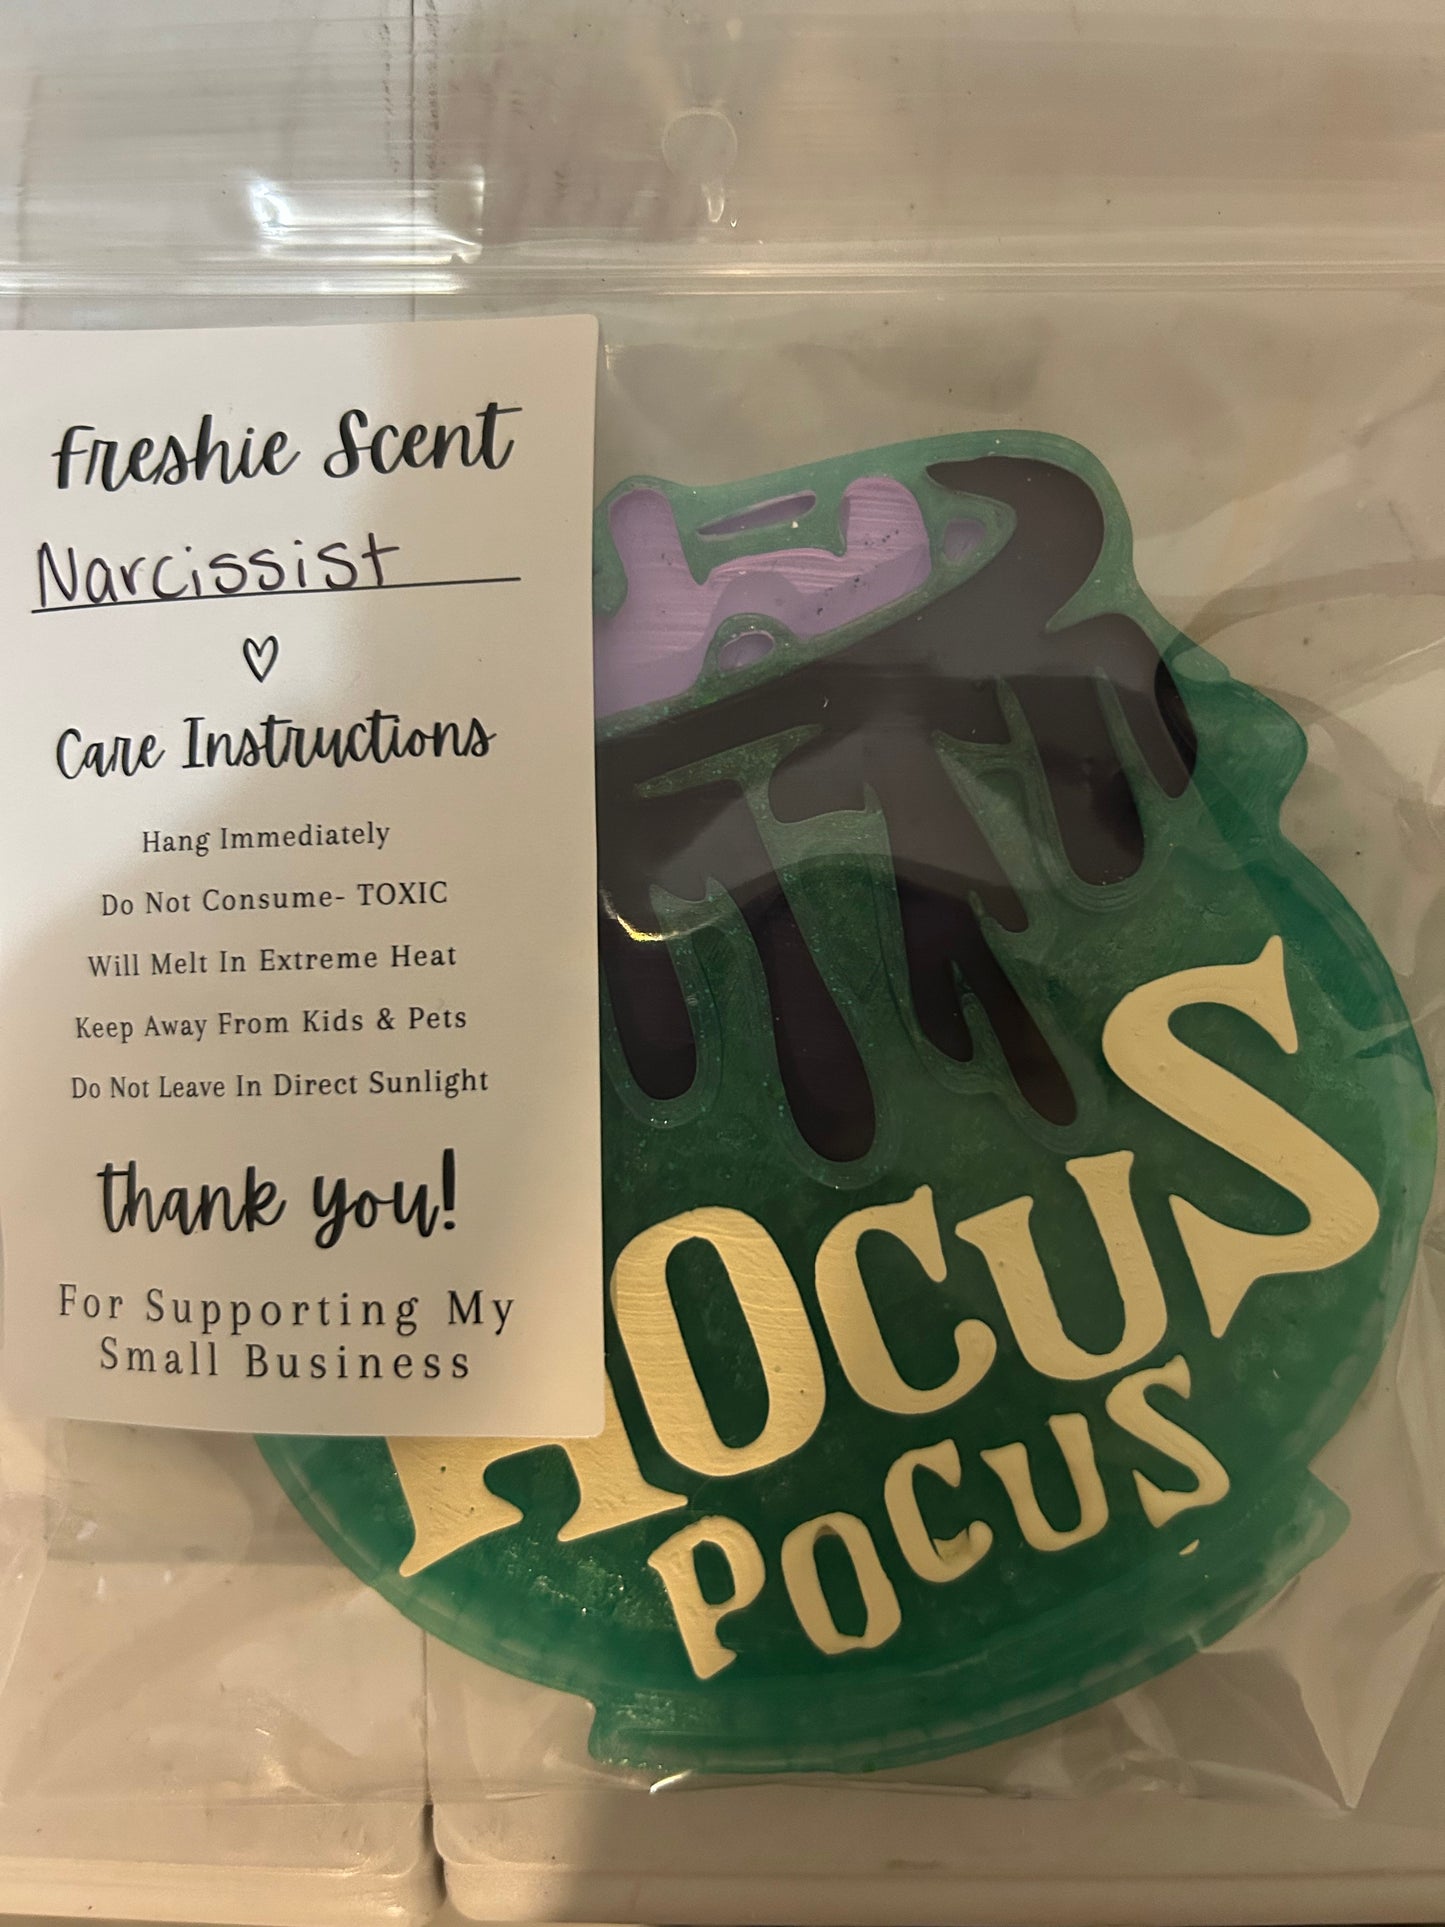 Freshie Scent
Narcissist
Care Instructions
Hang Immediately
Do Not Consume- TOXIC
Will Melt In Extreme Heat
Keep Away From Kids & Pets
Do Not Leave In Direct Sunlight
thank you!
For Supporting My
Small Business
HOCUS
POCUS